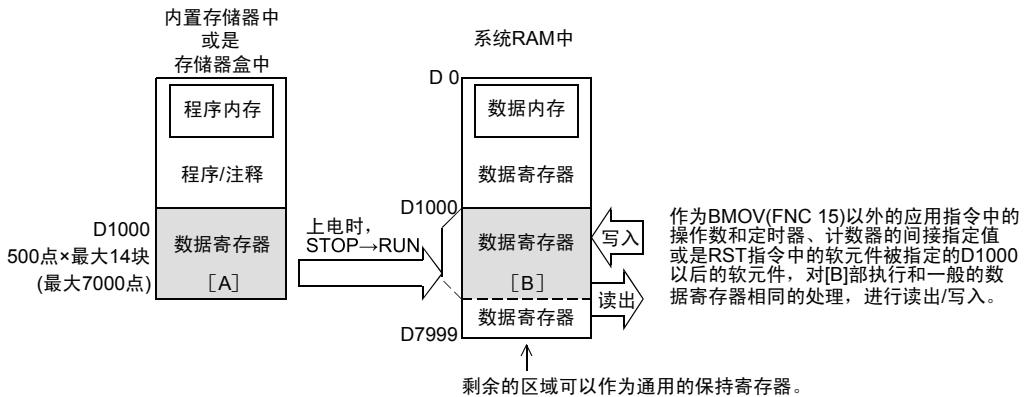 内置存储器中
或是
存储器盒中
程序内存
程序/注释
D1000
500点×最大14块
(最大7000点)
数据寄存器
［A］
上电时，
STOP→RUN
系统RAM中
D 0
数据内存
数据寄存器
D1000
数据寄存器
［B］
数据寄存器
D7999
写入
读出
作为BMOV(FNC 15)以外的应用指令中的
操作数和定时器、计数器的间接指定值
或是RST指令中的软元件被指定的D1000
以后的软元件，对[B]部执行和一般的数
据寄存器相同的处理，进行读出/写入。
剩余的区域可以作为通用的保持寄存器。